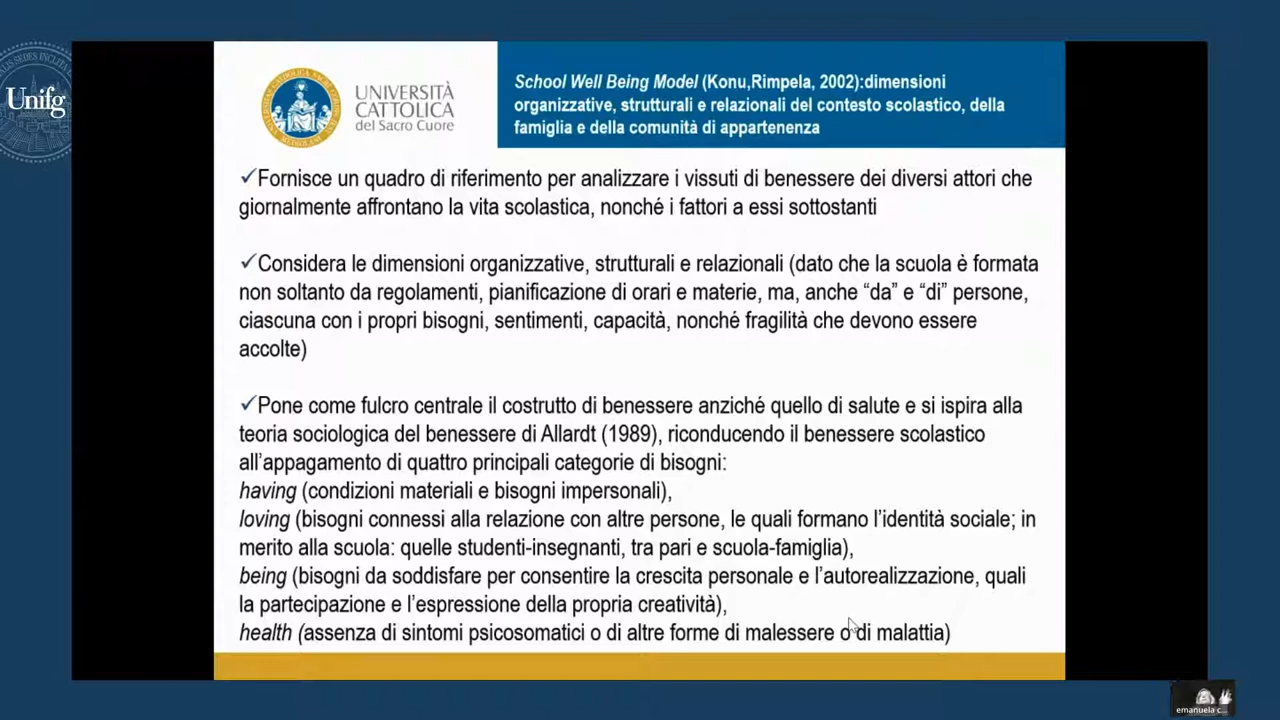 Unifg
UNIVERSITÀ
CATTOLICA
del Sacro Cuore
School Well Being Model (Konu,Rimpela, 2002):dimensioni
organizzative, strutturali e relazionali del contesto scolastico, della
famiglia e della comunità di appartenenza
✓Fornisce un quadro di riferimento per analizzare i vissuti di benessere dei diversi attori che
giornalmente affrontano la vita scolastica, nonché i fattori a essi sottostanti
✓Considera le dimensioni organizzative, strutturali e relazionali (dato che la scuola è formata
non soltanto da regolamenti, pianificazione di orari e materie, ma, anche “da” e “di” persone,
ciascuna con i propri bisogni, sentimenti, capacità, nonché fragilità che devono essere
accolte)
✓Pone come fulcro centrale il costrutto di benessere anziché quello di salute e si ispira alla
teoria sociologica del benessere di Allardt (1989), riconducendo il benessere scolastico
all’appagamento di quattro principali categorie di bisogni:
having (condizioni materiali e bisogni impersonali),
loving (bisogni connessi alla relazione con altre persone, le quali formano l’identità sociale; in
merito alla scuola: quelle studenti-insegnanti, tra pari e scuola-famiglia),
being (bisogni da soddisfare per consentire la crescita personale e l’autorealizzazione, quali
la partecipazione e l’espressione della propria creatività),
health (assenza di sintomi psicosomatici o di altre forme di malessere o di malattia)
emanuela c...